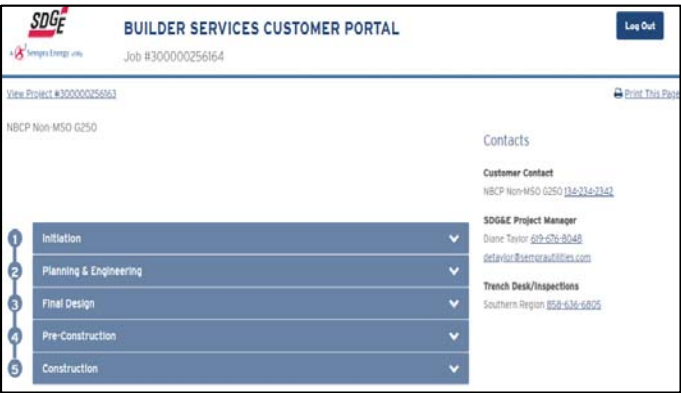 SDGE
A Sempra Energy utility
BUILDER SERVICES CUSTOMER PORTAL
Log Out
Job #300000256164
View Project #300000256163
Print This Page
NBCP Non-MSO G250
Contacts
Customer Contact
NBCP Non-MSO G250 134-234-2342
SDG&E Project Manager
Diane Taylor 619-676-8048
detaylor@semprautilities.com
Trench Desk/Inspections
Southern Region 858-636-6805
1 Initiation
2 Planning & Engineering
3 Final Design
4 Pre-Construction
5 Construction